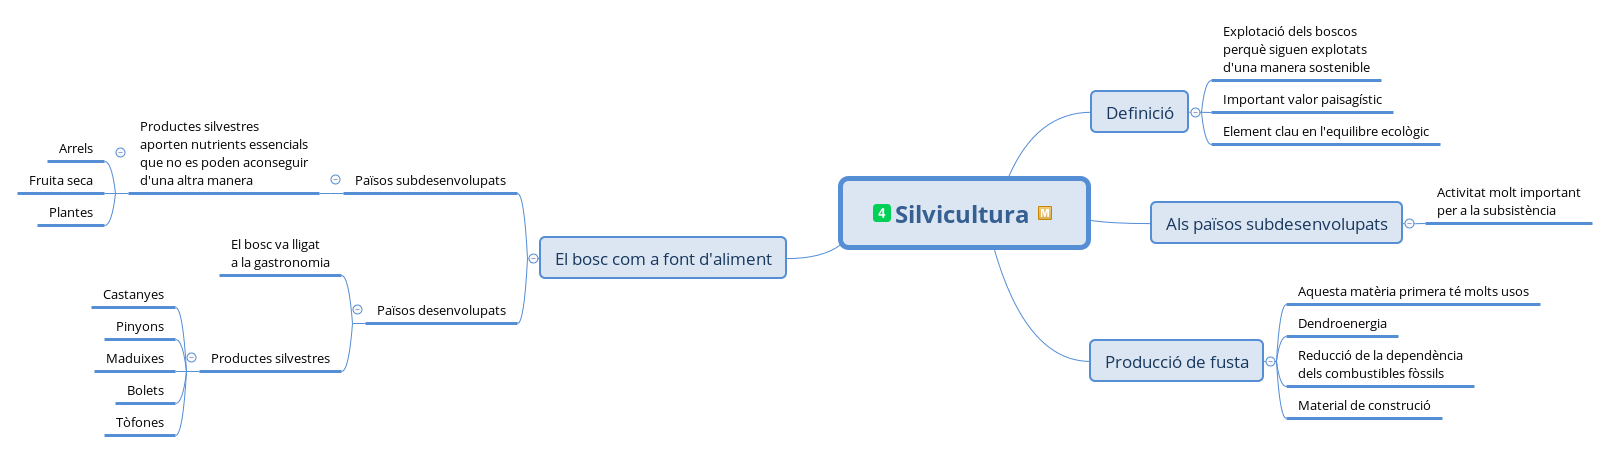 4 Silvicultura M
Definició
Explotació dels boscos
perquè siguen explotats
d'una manera sostenible
Important valor paisagístic
Element clau en l'equilibre ecològic
Als països subdesenvolupats
Activitat molt important
per a la subsistència
Producció de fusta
Aquesta matèria primera té molts usos
Dendroenergia
Reducció de la dependència
dels combustibles fòssils
Material de construció
El bosc com a font d'aliment
Països subdesenvolupats
Productes silvestres
aporten nutrients essencials
que no es poden aconseguir
d'una altra manera
Arrels
Fruita seca
Plantes
Països desenvolupats
El bosc va lligat
a la gastronomia
Productes silvestres
Castanyes
Pinyons
Maduixes
Bolets
Tòfones